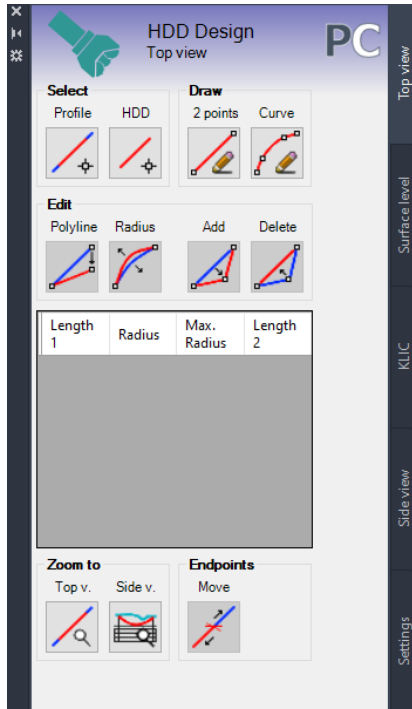 HDD Design
Top view
PC
Select
Draw
Profile
HDD
2 points
Curve
Edit
Polyline
Radius
Add
Delete
Length 1
Radius
Max. Radius
Length 2
Zoom to
Endpoints
Top v.
Side v.
Move
Top view
Surface level
KLIC
Side view
Settings